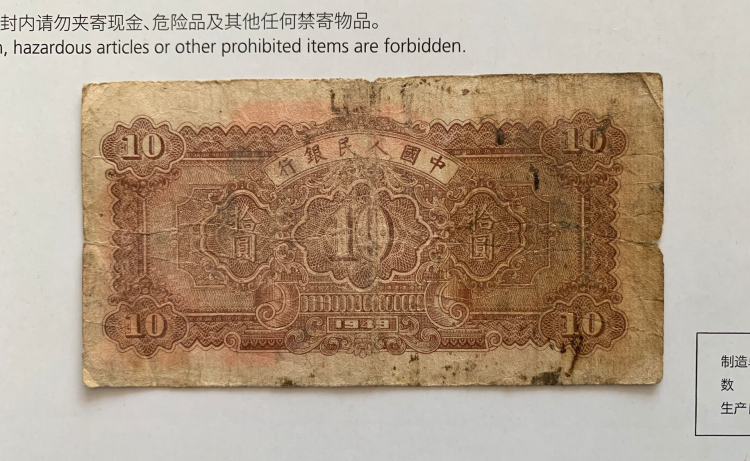 封内请勿夹寄现金、危险品及其他任何禁寄物品。
hazardous articles or other prohibited items are forbidden.
10
10
中國人民銀行
拾圓
10
拾圓
10
1949
10
制造
数
生产